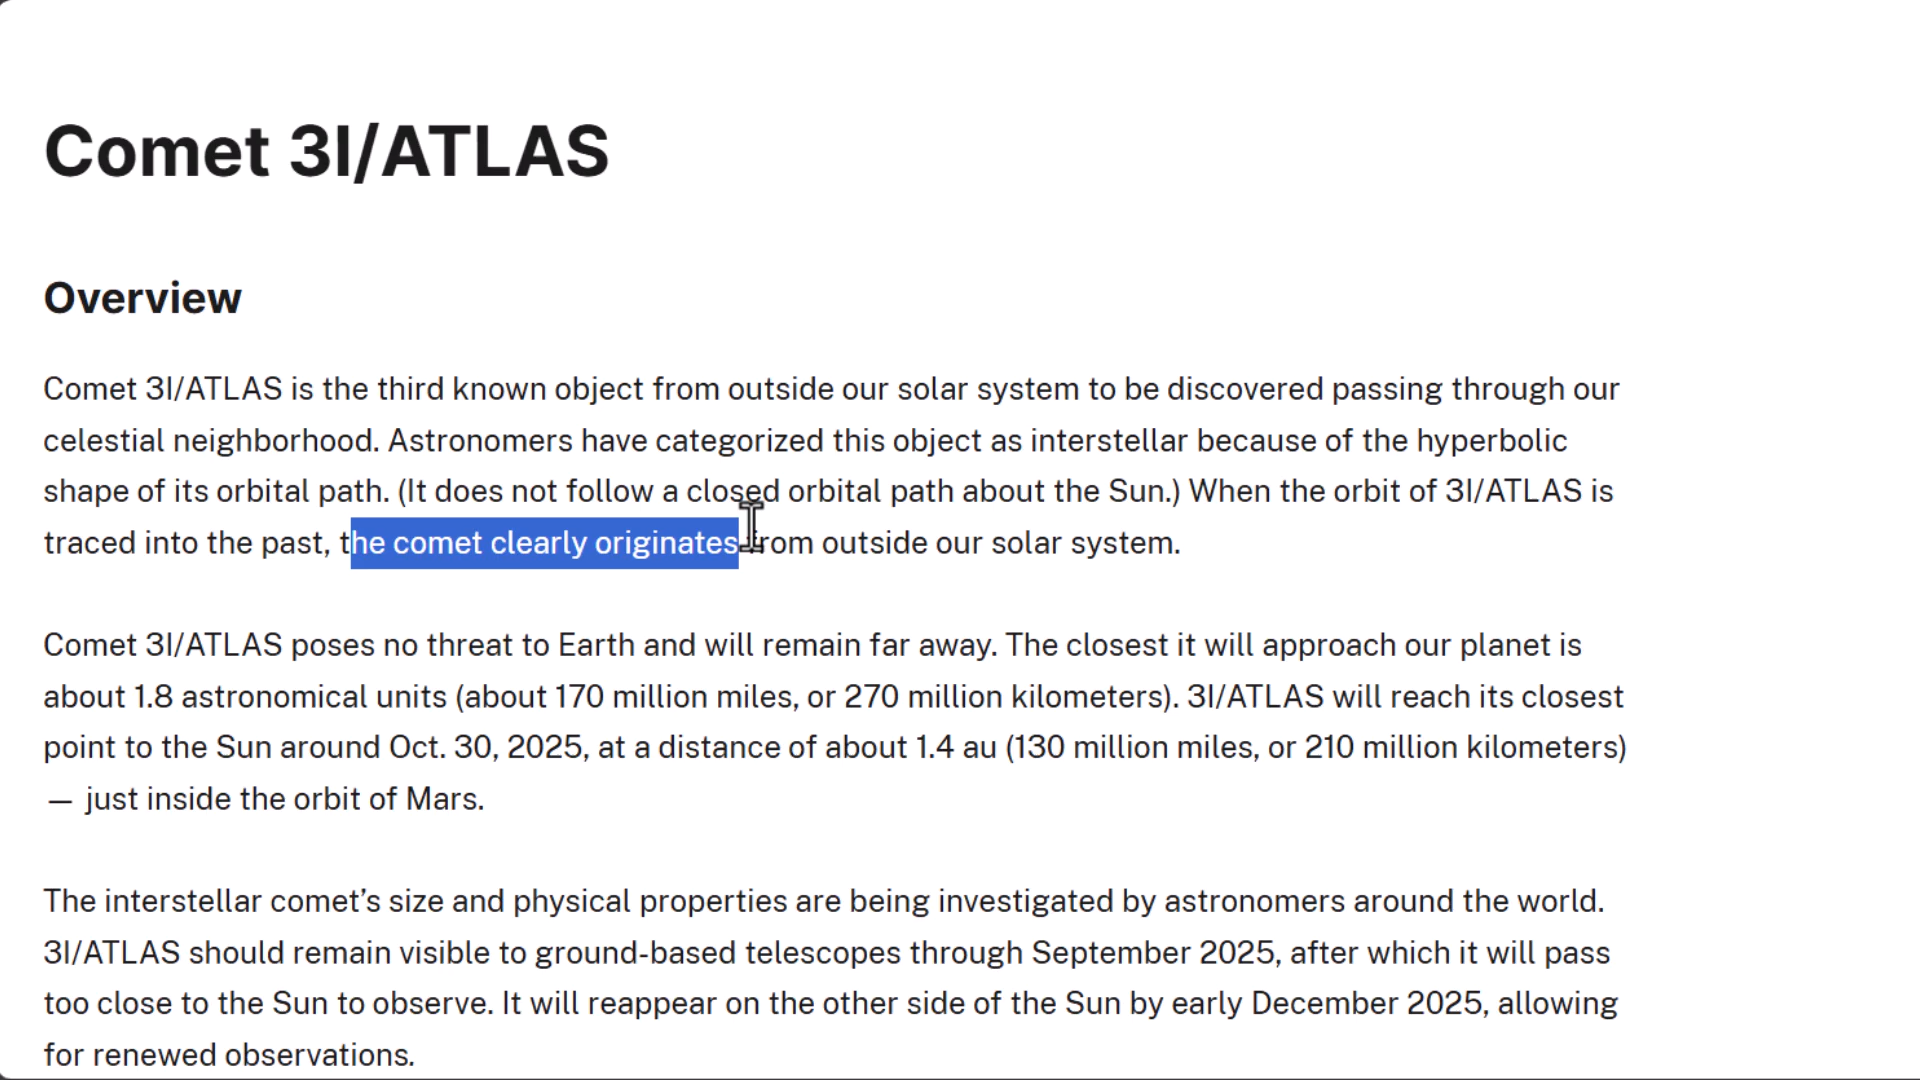 Comet 3I/ATLAS
Overview
Comet 3I/ATLAS is the third known object from outside our solar system to be discovered passing through our
celestial neighborhood. Astronomers have categorized this object as interstellar because of the hyperbolic
shape of its orbital path. (It does not follow a closed orbital path about the Sun.) When the orbit of 3I/ATLAS is
traced into the past, the comet clearly originates from outside our solar system.
Comet 3I/ATLAS poses no threat to Earth and will remain far away. The closest it will approach our planet is
about 1.8 astronomical units (about 170 million miles, or 270 million kilometers). 3I/ATLAS will reach its closest
point to the Sun around Oct. 30, 2025, at a distance of about 1.4 au (130 million miles, or 210 million kilometers)
— just inside the orbit of Mars.
The interstellar comet’s size and physical properties are being investigated by astronomers around the world.
3I/ATLAS should remain visible to ground-based telescopes through September 2025, after which it will pass
too close to the Sun to observe. It will reappear on the other side of the Sun by early December 2025, allowing
for renewed observations.